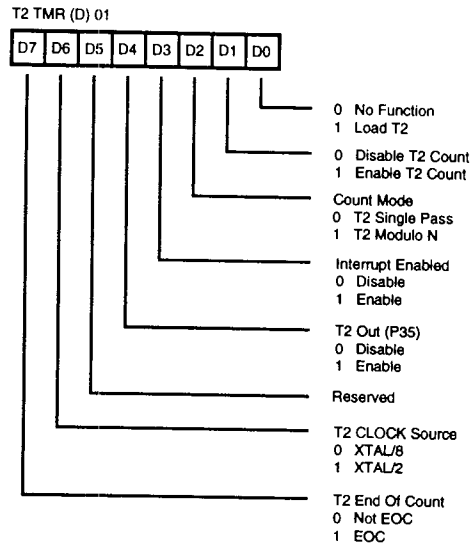 T2 TMR (D) 01
D7 D6 D5 D4 D3 D2 D1 D0
0 No Function
1 Load T2
0 Disable T2 Count
1 Enable T2 Count
Count Mode
0 T2 Single Pass
1 T2 Modulo N
Interrupt Enabled
0 Disable
1 Enable
T2 Out (P35)
0 Disable
1 Enable
Reserved
T2 CLOCK Source
0 XTAL/8
1 XTAL/2
T2 End Of Count
0 Not EOC
1 EOC